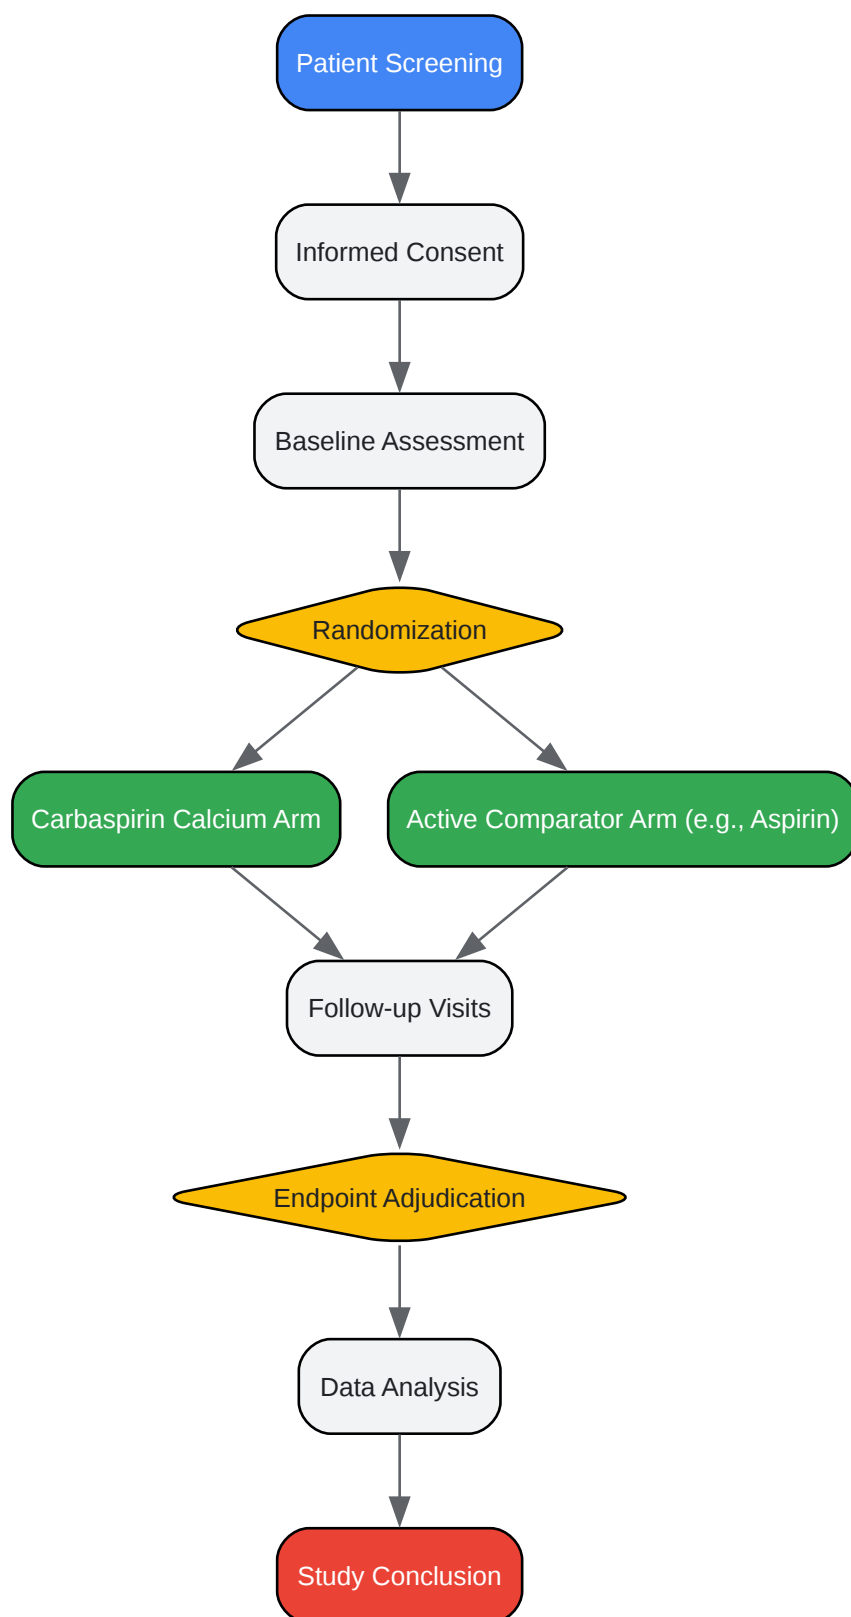 Patient Screening
Informed Consent
Baseline Assessment
Randomization
Carbaspirin Calcium Arm
Active Comparator Arm (e.g., Aspirin)
Follow-up Visits
Endpoint Adjudication
Data Analysis
Study Conclusion